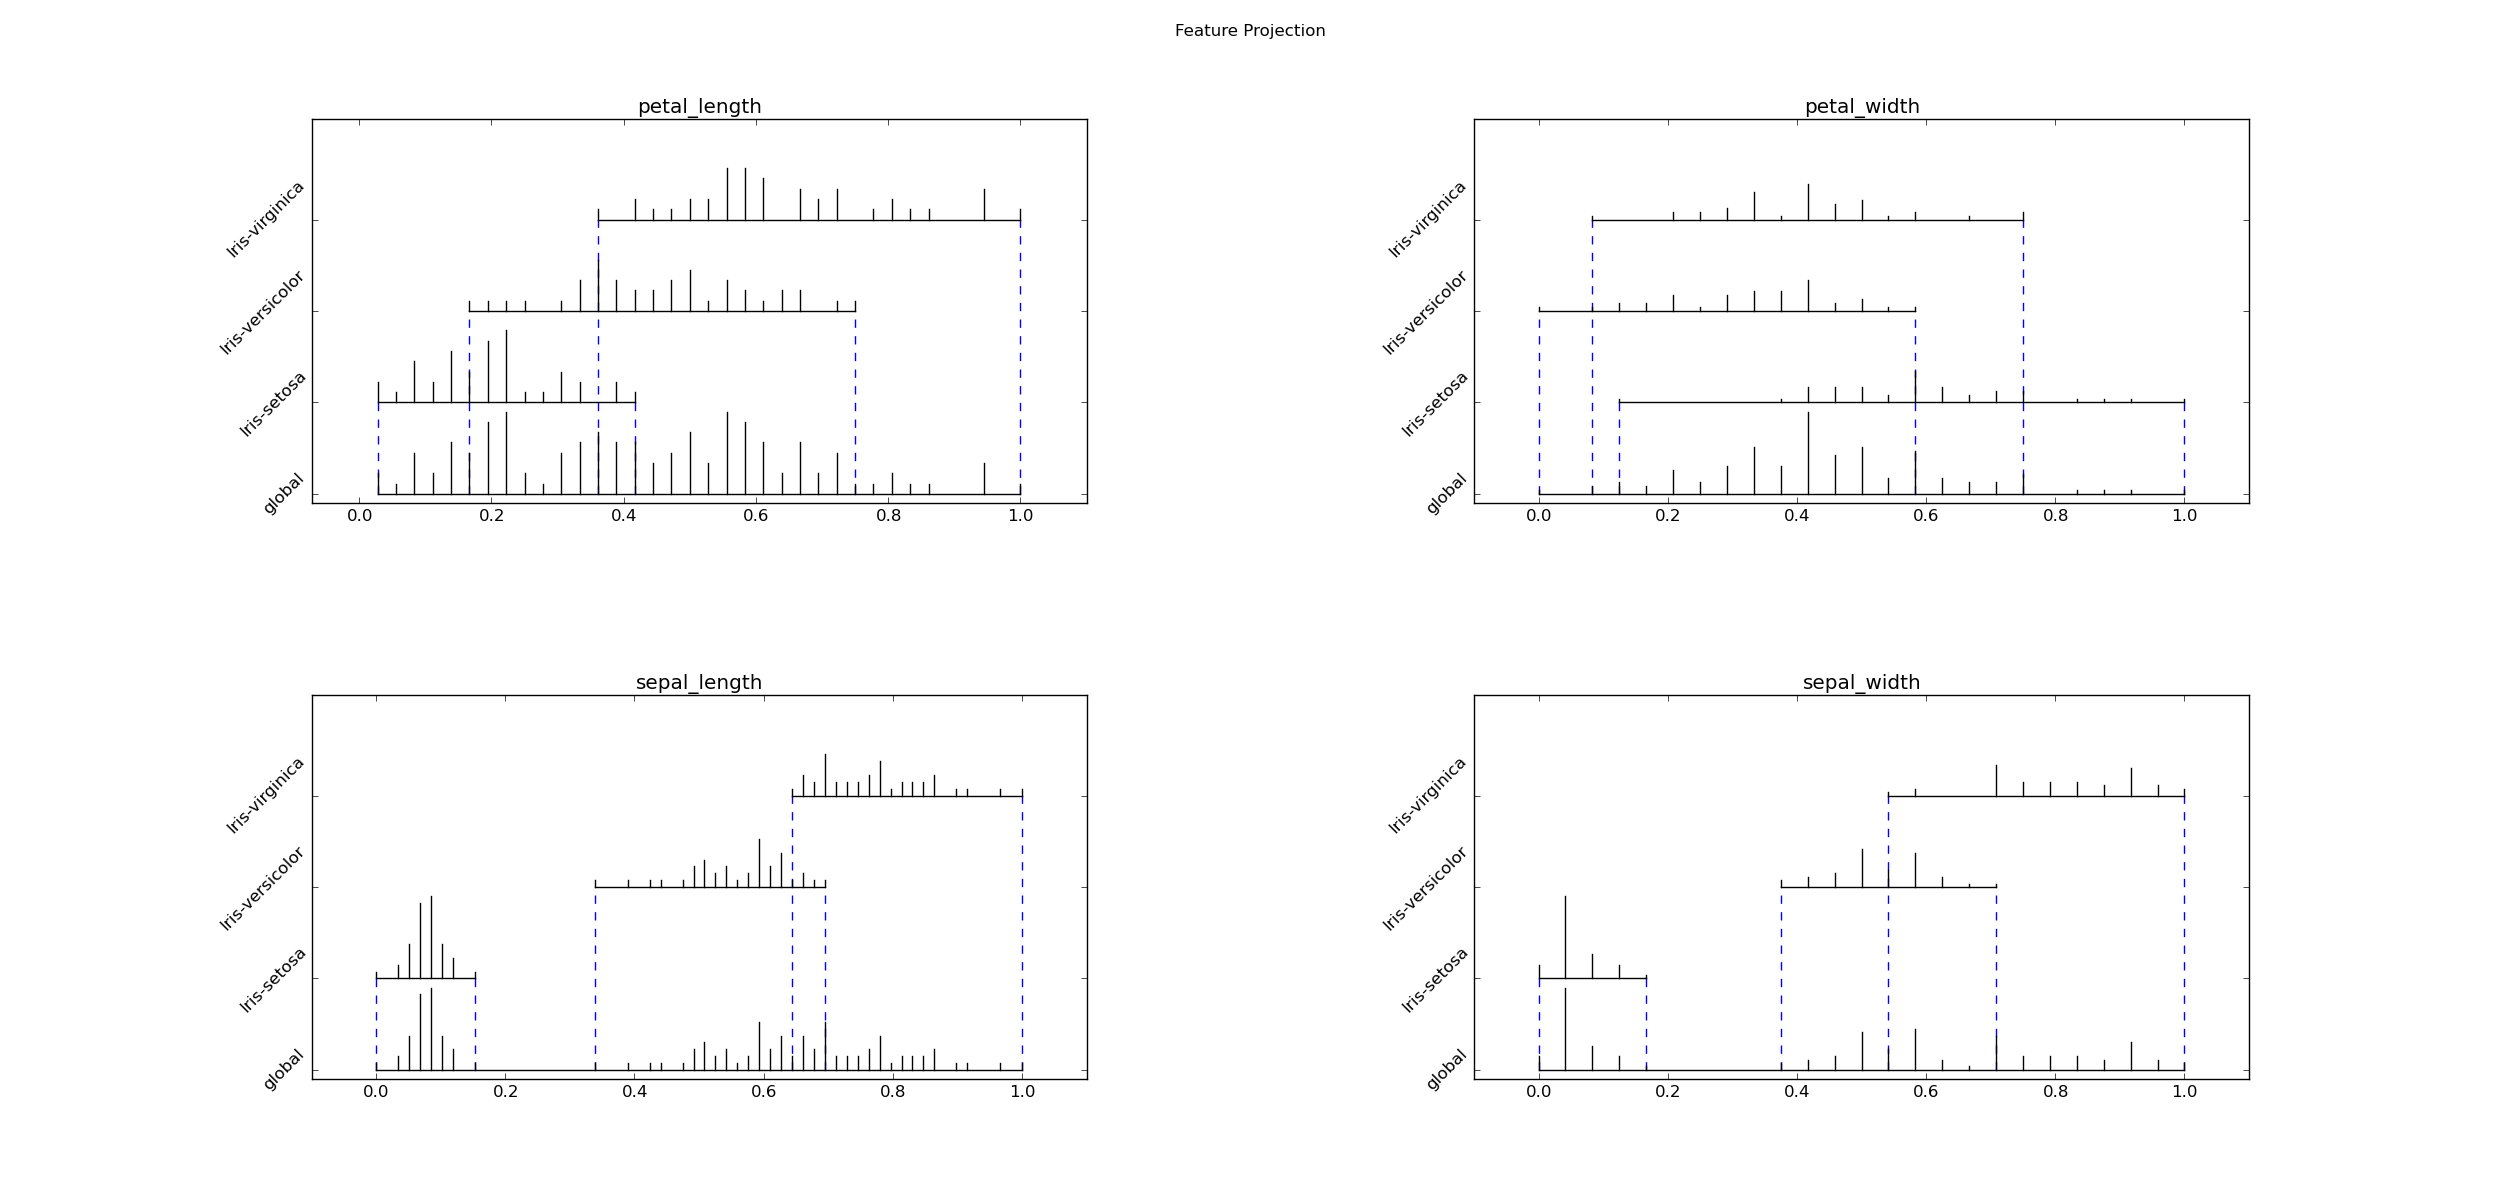 Feature Projection
petal_length
Iris-virginica
Iris-versicolor
Iris-setosa
global
0.0 0.2 0.4 0.6 0.8 1.0
petal_width
Iris-virginica
Iris-versicolor
Iris-setosa
global
0.0 0.2 0.4 0.6 0.8 1.0
sepal_length
Iris-virginica
Iris-versicolor
Iris-setosa
global
0.0 0.2 0.4 0.6 0.8 1.0
sepal_width
Iris-virginica
Iris-versicolor
Iris-setosa
global
0.0 0.2 0.4 0.6 0.8 1.0